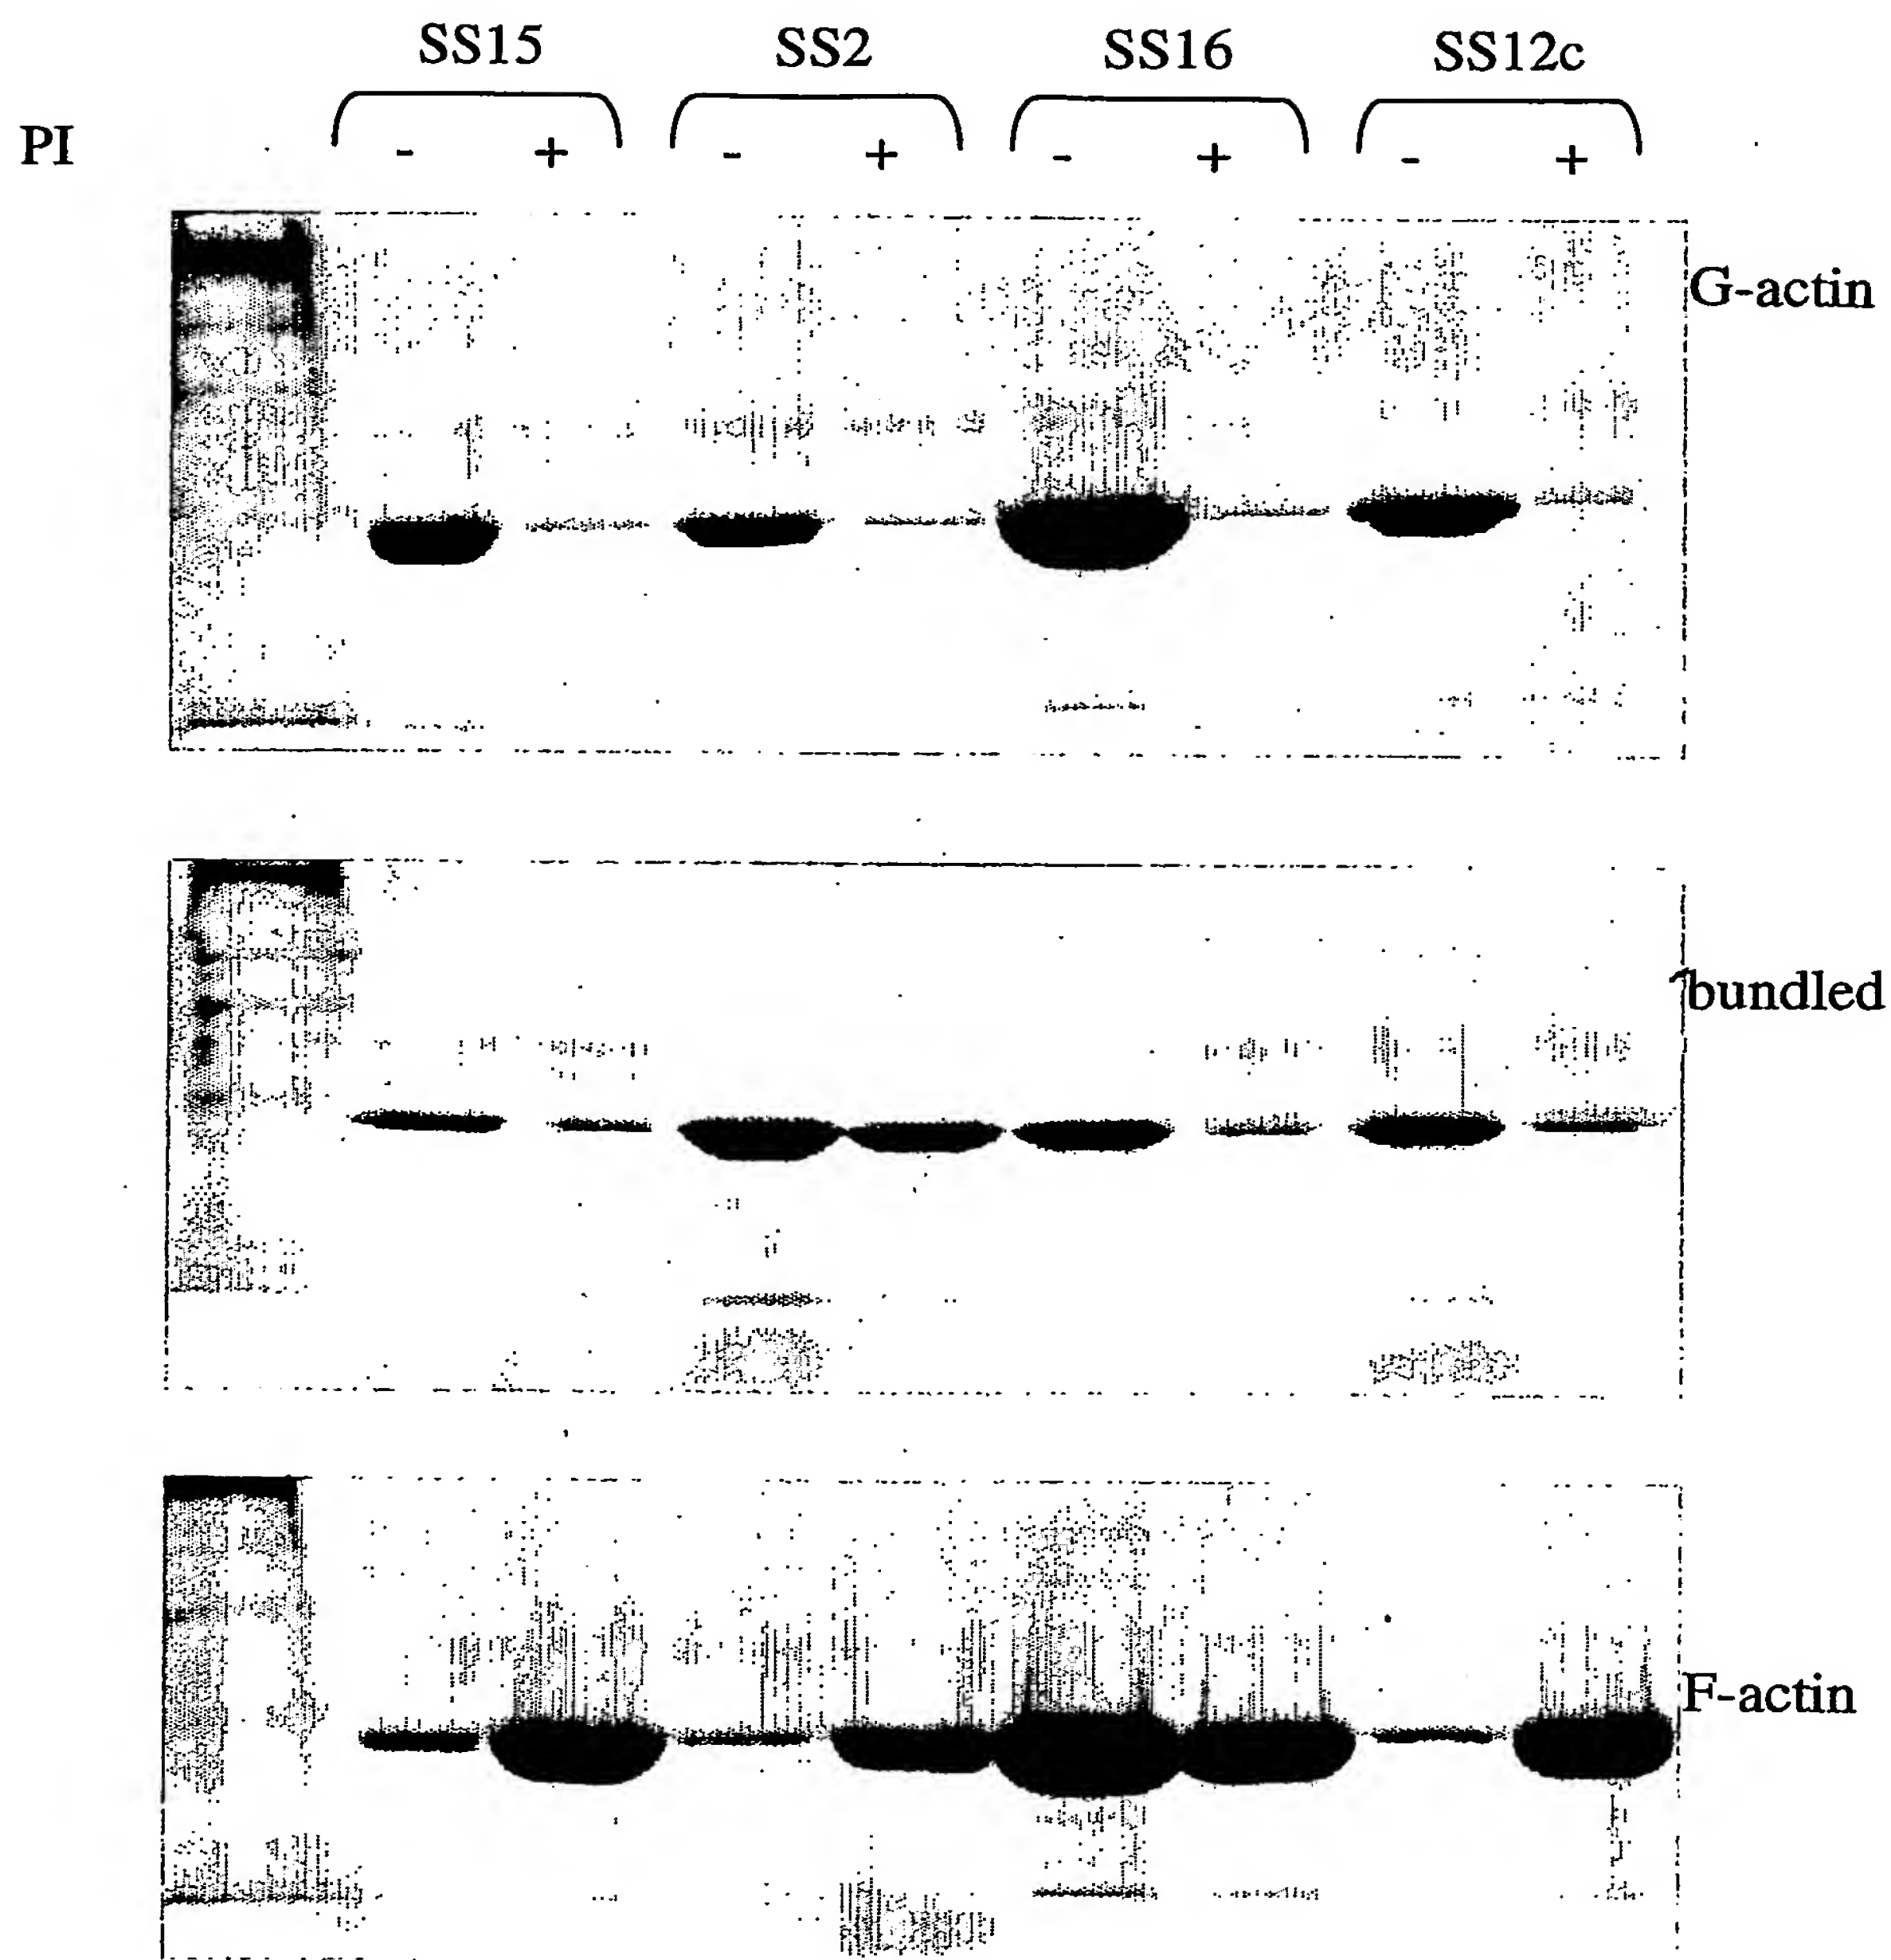 SS15 SS2 SS16 SS12c
PI - + - + - + - +
G-actin
bundled
F-actin